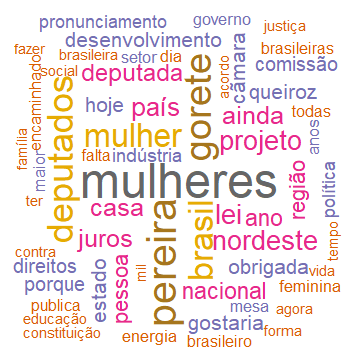 pronunciamento
governo
justiça
desenvolvimento
fazer
brasileira
setor
dia
câmara
brasileiras
encaminhador
social
deputada
gorete
acordo
comissão
deputados
hoje
país
queiroz
mulher
ainda
todas
família
maior
falta
indústria
projeto
anos
mulheres
ter
casa
pereira
brasil
lei
ano
região
política
juros
nordeste
tempo
contra
direitos
estado
pessoa
mil
obrigada
vida
porque
nacional
feminina
publica
mesa
agora
educação
gostaria
forma
constituição
energia
brasileiro